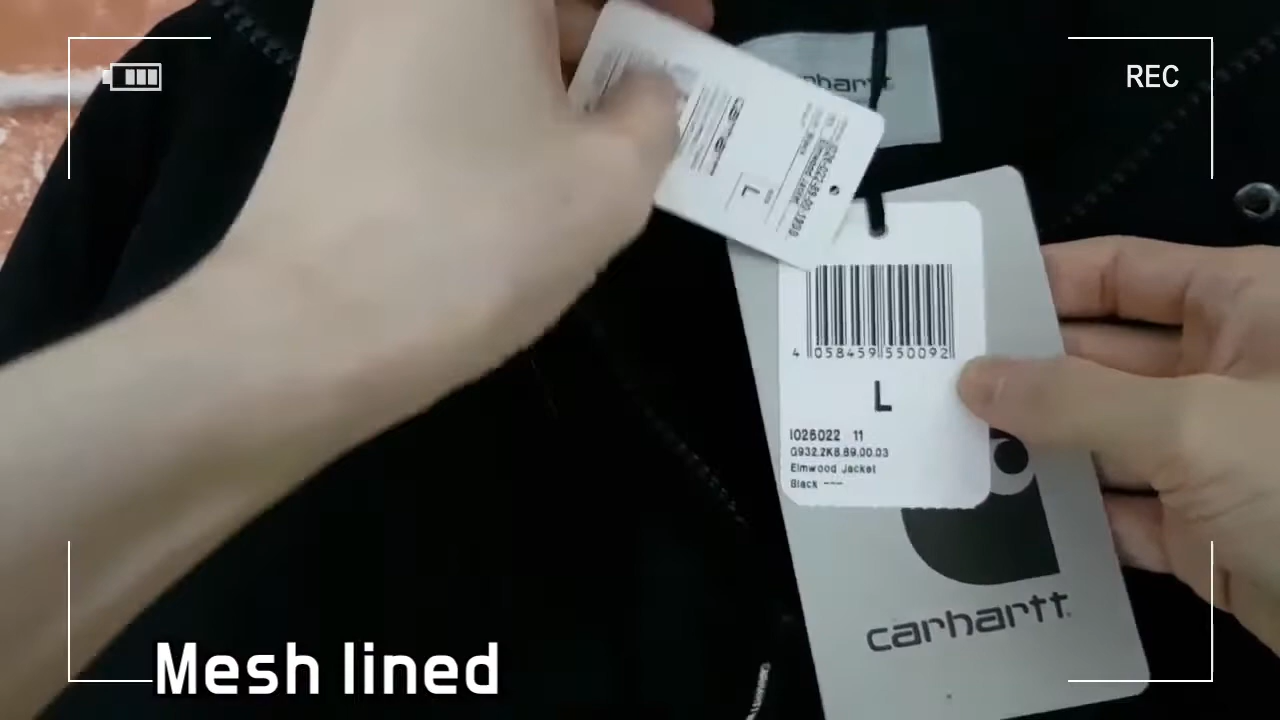 REC
carhartt
L
4 058459 550092
L
I026022 11
G932.2K8.89.00.03
Elmwood Jacket
Black ---
carhartt
Mesh lined